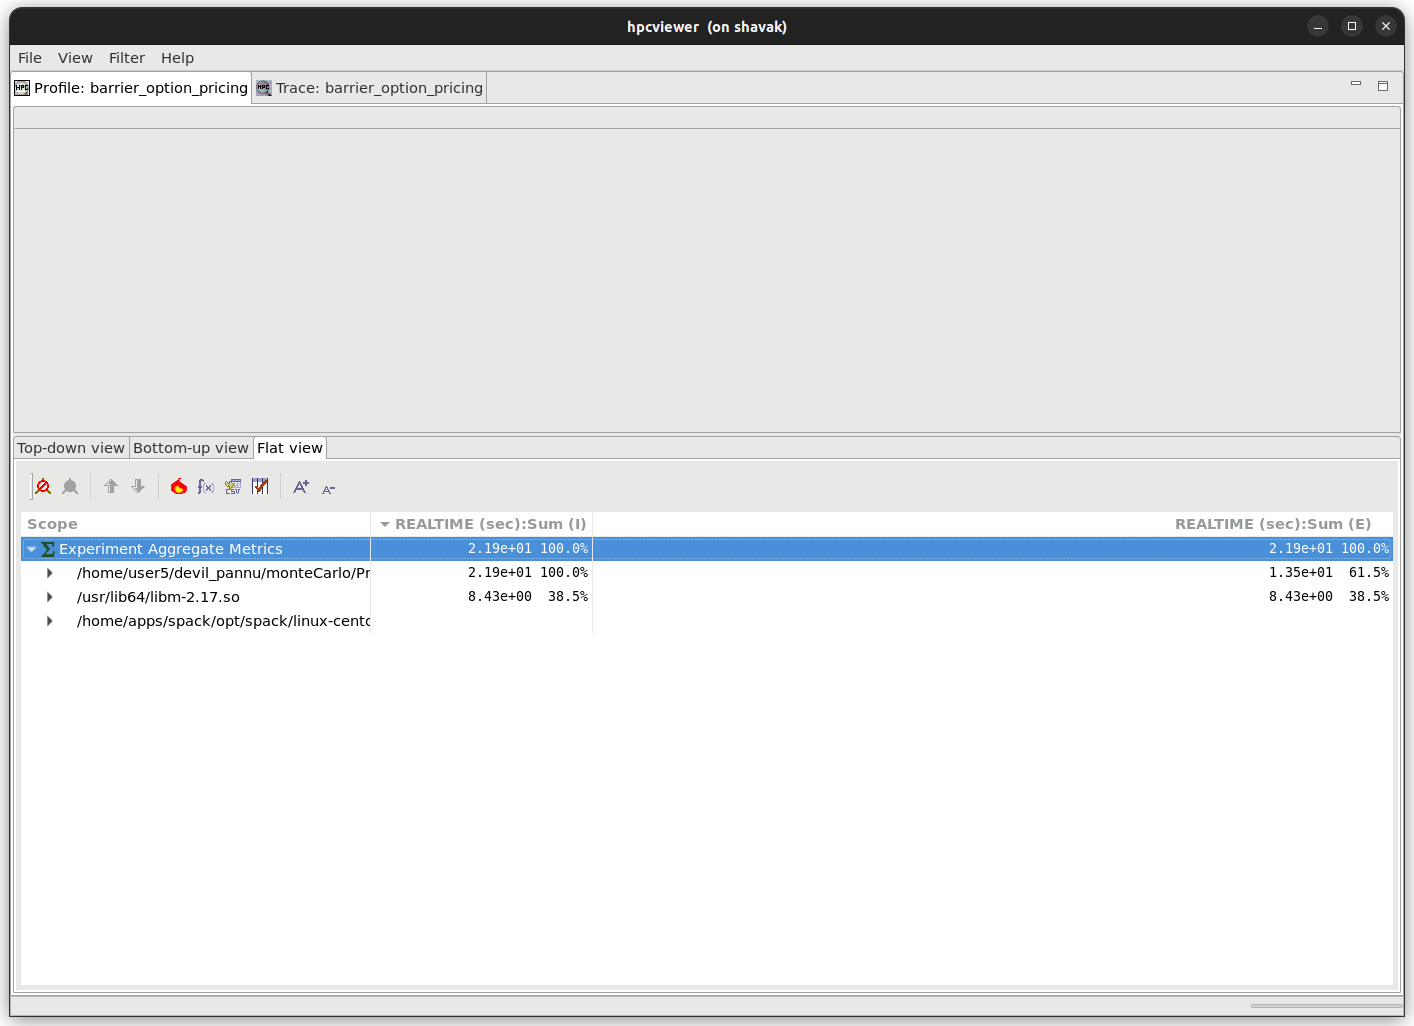 hpcviewer (on shavak)
File View Filter Help
Profile: barrier_option_pricing Trace: barrier_option_pricing
Top-down view Bottom-up view Flat view
Scope REALTIME (sec):Sum (I) REALTIME (sec):Sum (E)
Experiment Aggregate Metrics 2.19e+01 100.0% 2.19e+01 100.0%
/home/user5/devil_pannu/monteCarlo/Pr 2.19e+01 100.0% 1.35e+01 61.5%
/usr/lib64/libm-2.17.so 8.43e+00 38.5% 8.43e+00 38.5%
/home/apps/spack/opt/spack/linux-cento